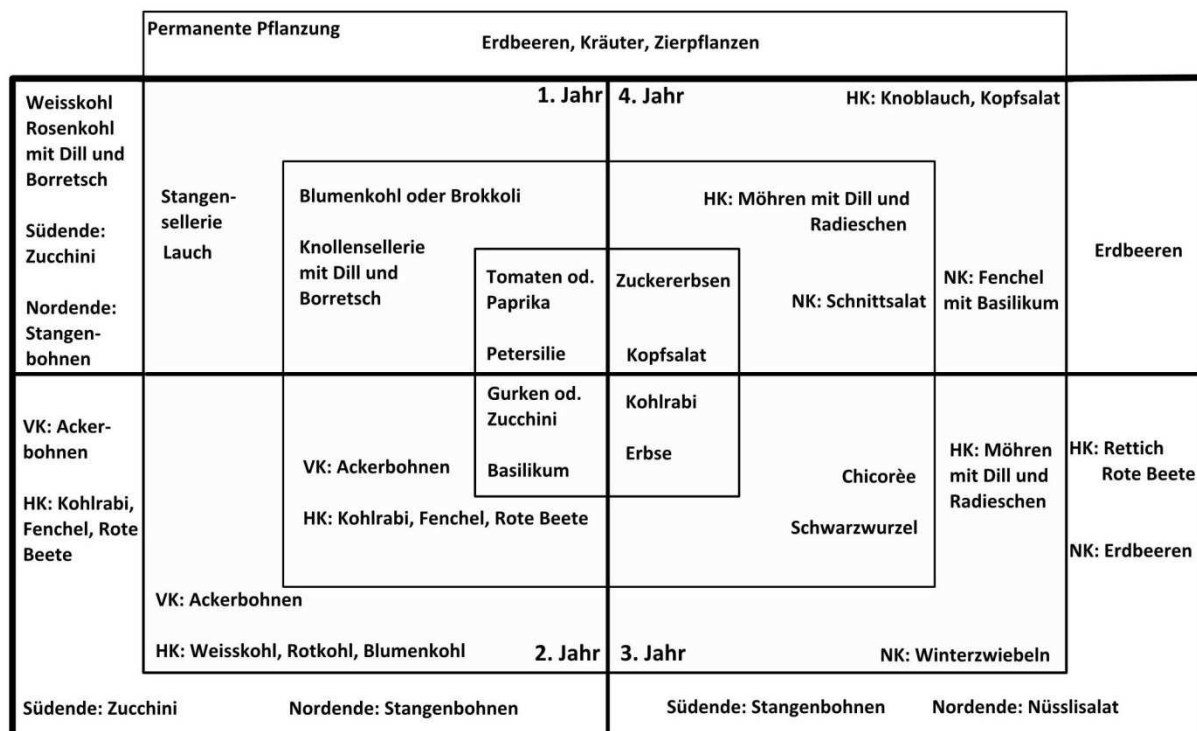 Permanente Pflanzung
Erdbeeren, Kräuter, Zierpflanzen
Weisskohl
Rosenkohl
mit Dill und
Borretsch
Südende:
Zucchini
Nordende:
Stangen-
bohnen
1. Jahr
Stangen-
sellerie
Lauch
Blumenkohl oder Brokkoli
Knollensellerie
mit Dill und
Borretsch
Tomaten od.
Paprika
Petersilie
4. Jahr
HK: Knoblauch, Kopfsalat
HK: Möhren mit Dill und
Radieschen
Zuckererbsen
NK: Schnittsalat
Kopfsalat
NK: Fenchel
mit Basilikum
Erdbeeren
VK: Acker-
bohnen
HK: Kohlrabi,
Fenchel, Rote
Beete
Gurken od.
Zucchini
Basilikum
VK: Ackerbohnen
HK: Kohlrabi, Fenchel, Rote Beete
VK: Ackerbohnen
HK: Weisskohl, Rotkohl, Blumenkohl
2. Jahr
Südende: Zucchini
Nordende: Stangenbohnen
Kohlrabi
Erbse
Chicorèe
Schwarzwurzel
HK: Möhren
mit Dill und
Radieschen
HK: Rettich
Rote Beete
NK: Erdbeeren
3. Jahr
NK: Winterzwiebeln
Südende: Stangenbohnen
Nordende: Nüsslisalat